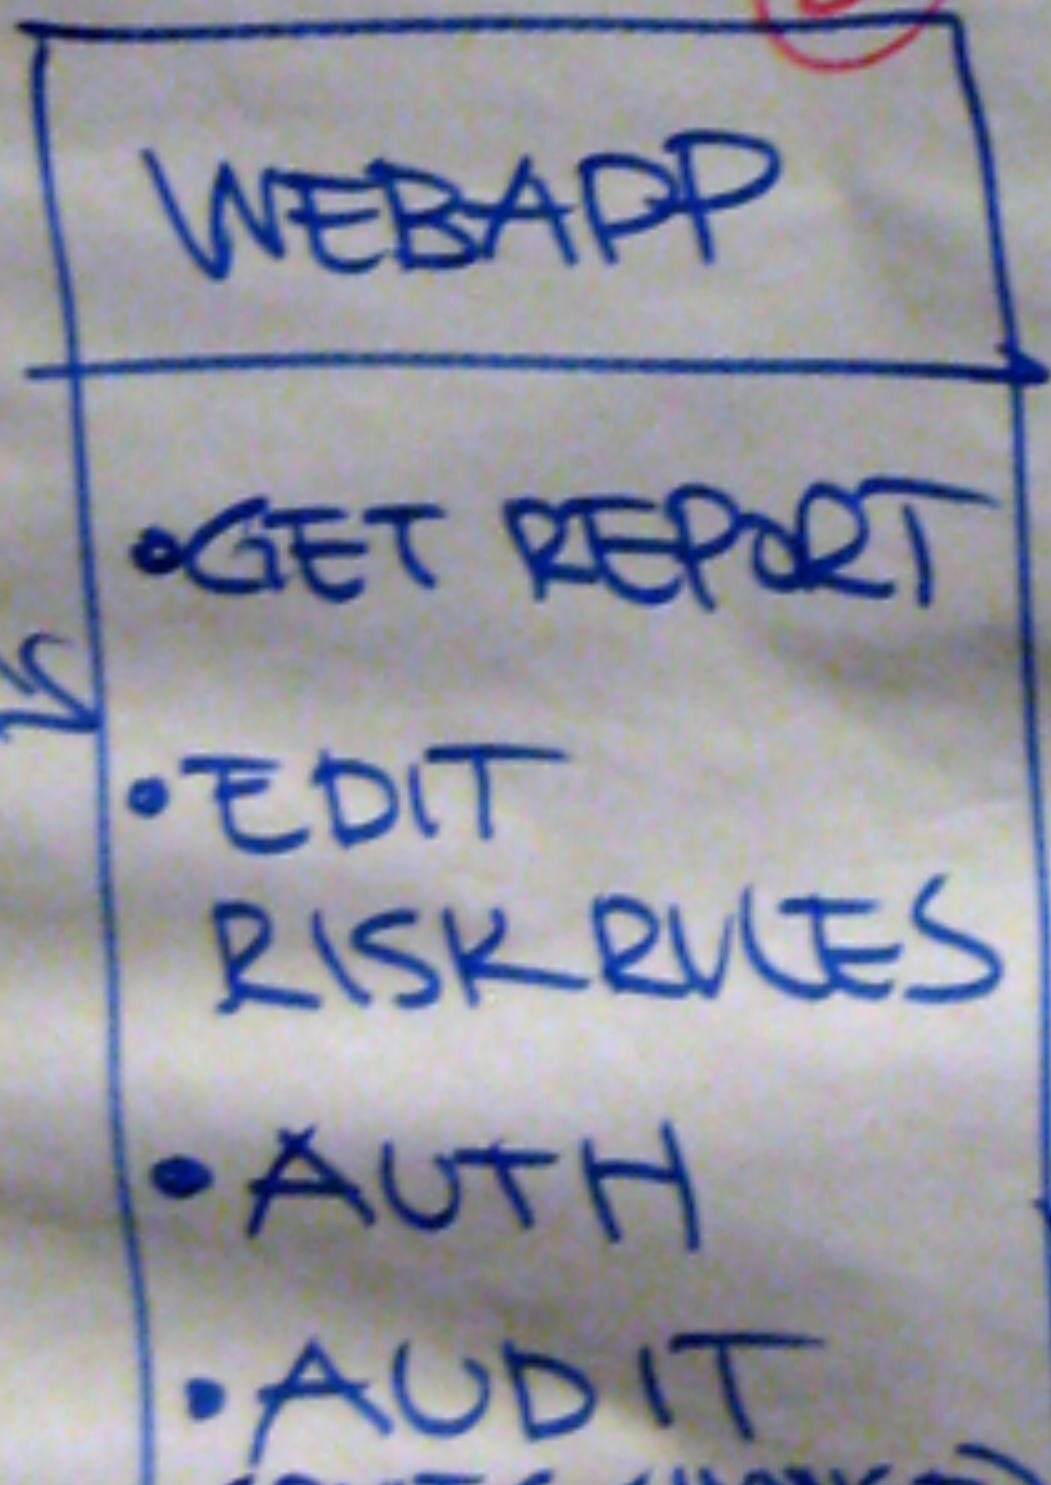 WEBAPP
• GET REPORT
• EDIT
RISK RULES
• AUTH
• AUDIT